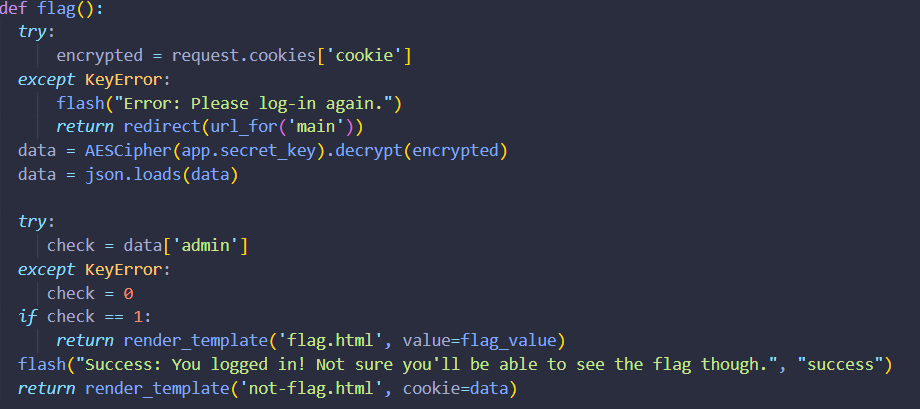 def flag():
try:
encrypted = request.cookies['cookie']
except KeyError:
flash("Error: Please log-in again.")
return redirect(url_for('main'))
data = AESCipher(app.secret_key).decrypt(encrypted)
data = json.loads(data)
try:
check = data['admin']
except KeyError:
check = 0
if check == 1:
return render_template('flag.html', value=flag_value)
flash("Success: You logged in! Not sure you'll be able to see the flag though.", "success")
return render_template('not-flag.html', cookie=data)